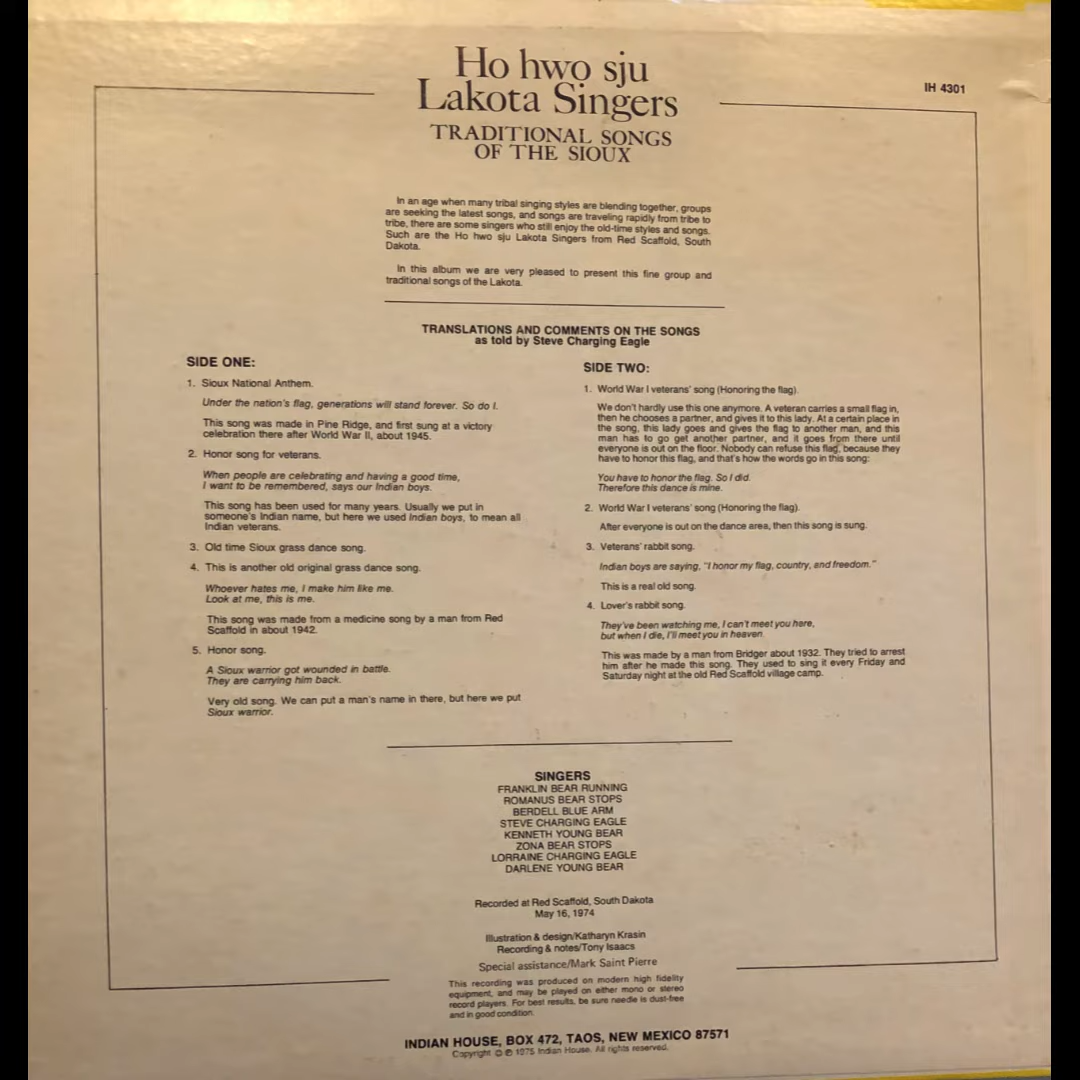 Ho hwo sju
Lakota Singers
IH 4301
TRADITIONAL SONGS
OF THE SIOUX
In an age when many tribal singing styles are blending together, groups
are seeking the latest songs, and songs are traveling rapidly from tribe to
tribe, there are some singers who still enjoy the old-time styles and songs.
Such are the Ho hwo sju Lakota Singers from Red Scaffold, South
Dakota.
In this album we are very pleased to present this fine group and
traditional songs of the Lakota.
TRANSLATIONS AND COMMENTS ON THE SONGS
as told by Steve Charging Eagle
SIDE ONE:
1. Sioux National Anthem.
Under the nation's flag, generations will stand forever. So do I.
This song was made in Pine Ridge, and first sung at a victory
celebration there after World War II, about 1945.
2. Honor song for veterans.
When people are celebrating and having a good time,
I want to be remembered, says our Indian boys.
This song has been used for many years. Usually we put in
someone's Indian name, but here we used Indian boys, to mean all
Indian veterans.
3. Old time Sioux grass dance song.
4. This is another old original grass dance song.
Whoever hates me, I make him like me.
Look at me, this is me.
This song was made from a medicine song by a man from Red
Scaffold in about 1942.
5. Honor song.
A Sioux warrior got wounded in battle.
They are carrying him back.
Very old song. We can put a man's name in there, but here we put
Sioux warrior.
SIDE TWO:
1. World War I veterans' song (Honoring the flag).
We don't hardly use this one anymore. A veteran carries a small flag in,
then he chooses a partner, and gives it to this lady. At a certain place in
the song, this lady goes and gives the flag to another man, and this
man has to go get another partner, and it goes from there until
everyone is out on the floor. Nobody can refuse this flag, because they
have to honor this flag, and that's how the words go in this song:
You have to honor the flag. So I did.
Therefore this dance is mine.
2. World War I veterans' song (Honoring the flag).
After everyone is out on the dance area, then this song is sung.
3. Veterans' rabbit song.
Indian boys are saying, "I honor my flag, country, and freedom."
This is a real old song.
4. Lover's rabbit song.
They've been watching me, I can't meet you here,
but when I die, I'll meet you in heaven.
This was made by a man from Bridger about 1932. They tried to arrest
him after he made this song. They used to sing it every Friday and
Saturday night at the old Red Scaffold village camp.
SINGERS
FRANKLIN BEAR RUNNING
ROMANUS BEAR STOPS
BERDELL BLUE ARM
STEVE CHARGING EAGLE
KENNETH YOUNG BEAR
ZONA BEAR STOPS
LORRAINE CHARGING EAGLE
DARLENE YOUNG BEAR
Recorded at Red Scaffold, South Dakota
May 16, 1974
Illustration & design/Katharyn Krasin
Recording & notes/Tony Isaacs
Special assistance/Mark Saint Pierre
This recording was produced on modern high fidelity
equipment, and may be played on either mono or stereo
record players. For best results, be sure needle is dust-free
and in good condition.
INDIAN HOUSE, BOX 472, TAOS, NEW MEXICO 87571
Copyright © ℗ 1975 Indian House. All rights reserved.